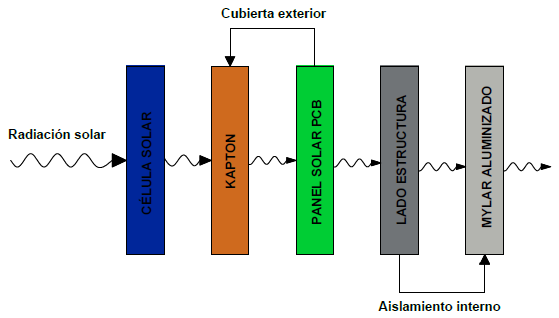 Cubierta exterior
Radiación solar
CÉLULA SOLAR
KAPTON
PANEL SOLAR PCB
LADO ESTRUCTURA
MYLAR ALUMINIZADO
Aislamiento interno